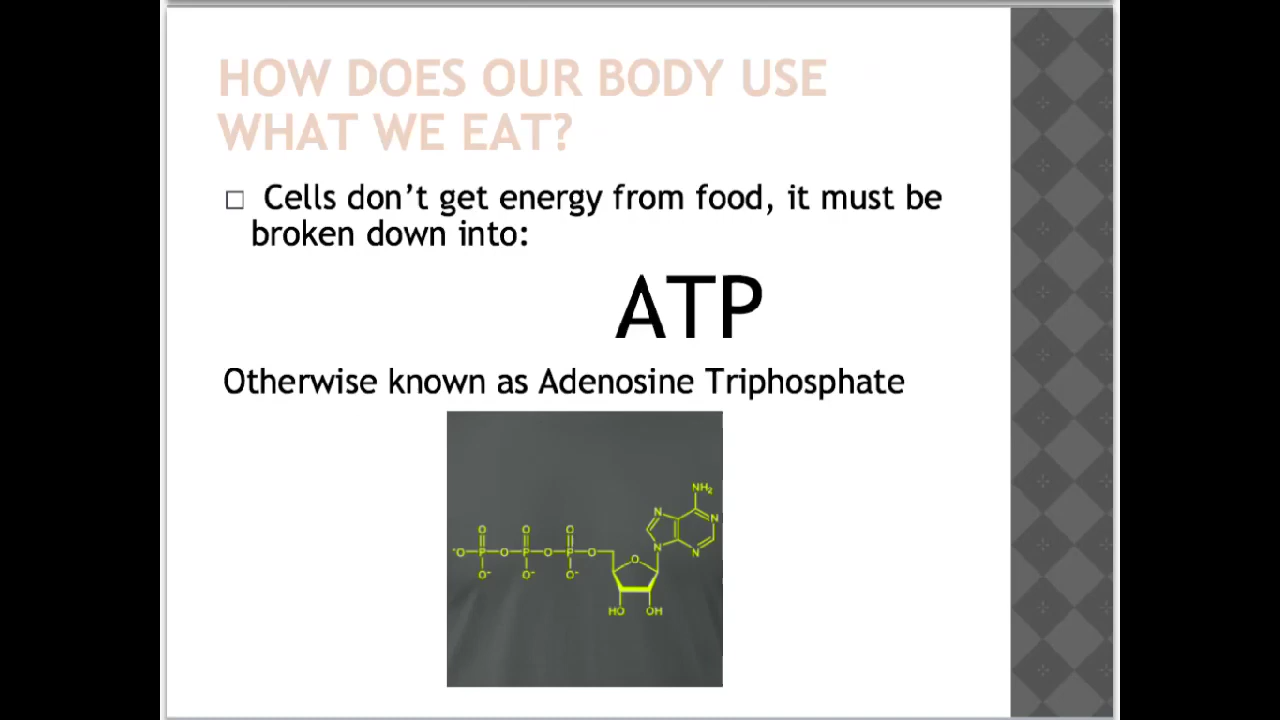 HOW DOES OUR BODY USE
WHAT WE EAT?
Cells don't get energy from food, it must be
broken down into:
ATP
Otherwise known as Adenosine Triphosphate
NH₂
N
N
O
O
O
N
N
⁻O
P
O
P
O
P
O
O
O⁻
O⁻
O⁻
HO
OH